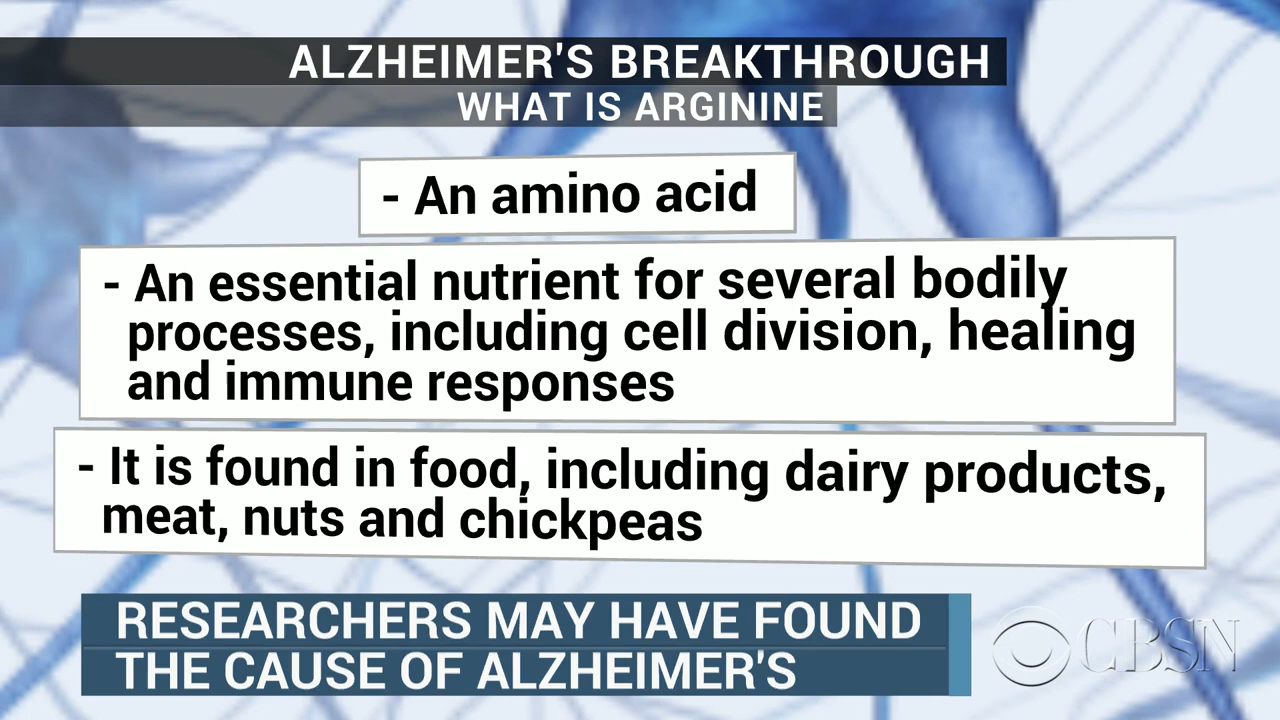 ALZHEIMER'S BREAKTHROUGH
WHAT IS ARGININE
- An amino acid
- An essential nutrient for several bodily
processes, including cell division, healing
and immune responses
- It is found in food, including dairy products,
meat, nuts and chickpeas
RESEARCHERS MAY HAVE FOUND
THE CAUSE OF ALZHEIMER'S
CBSN